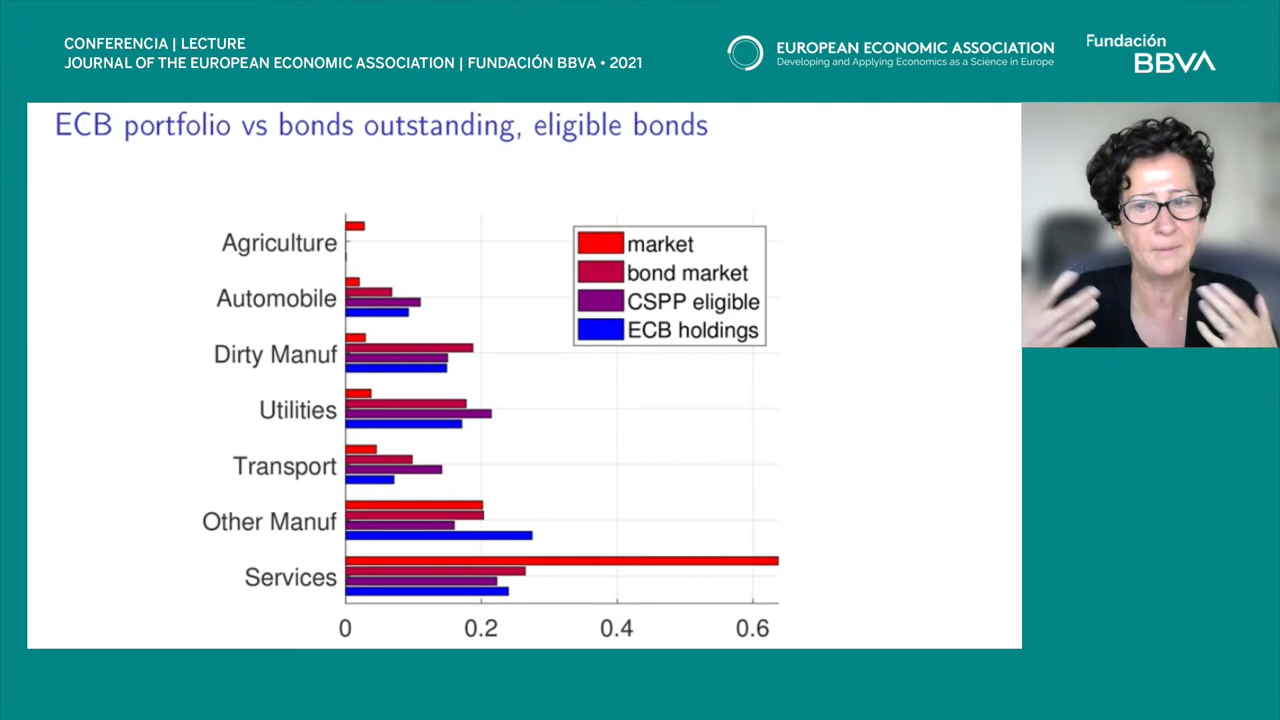 CONFERENCIA | LECTURE
JOURNAL OF THE EUROPEAN ECONOMIC ASSOCIATION | FUNDACIÓN BBVA • 2021
EUROPEAN ECONOMIC ASSOCIATION
Developing and Applying Economics as a Science in Europe
Fundación
BBVA
ECB portfolio vs bonds outstanding, eligible bonds
market
bond market
CSPP eligible
ECB holdings
Agriculture
Automobile
Dirty Manuf
Utilities
Transport
Other Manuf
Services
0 0.2 0.4 0.6